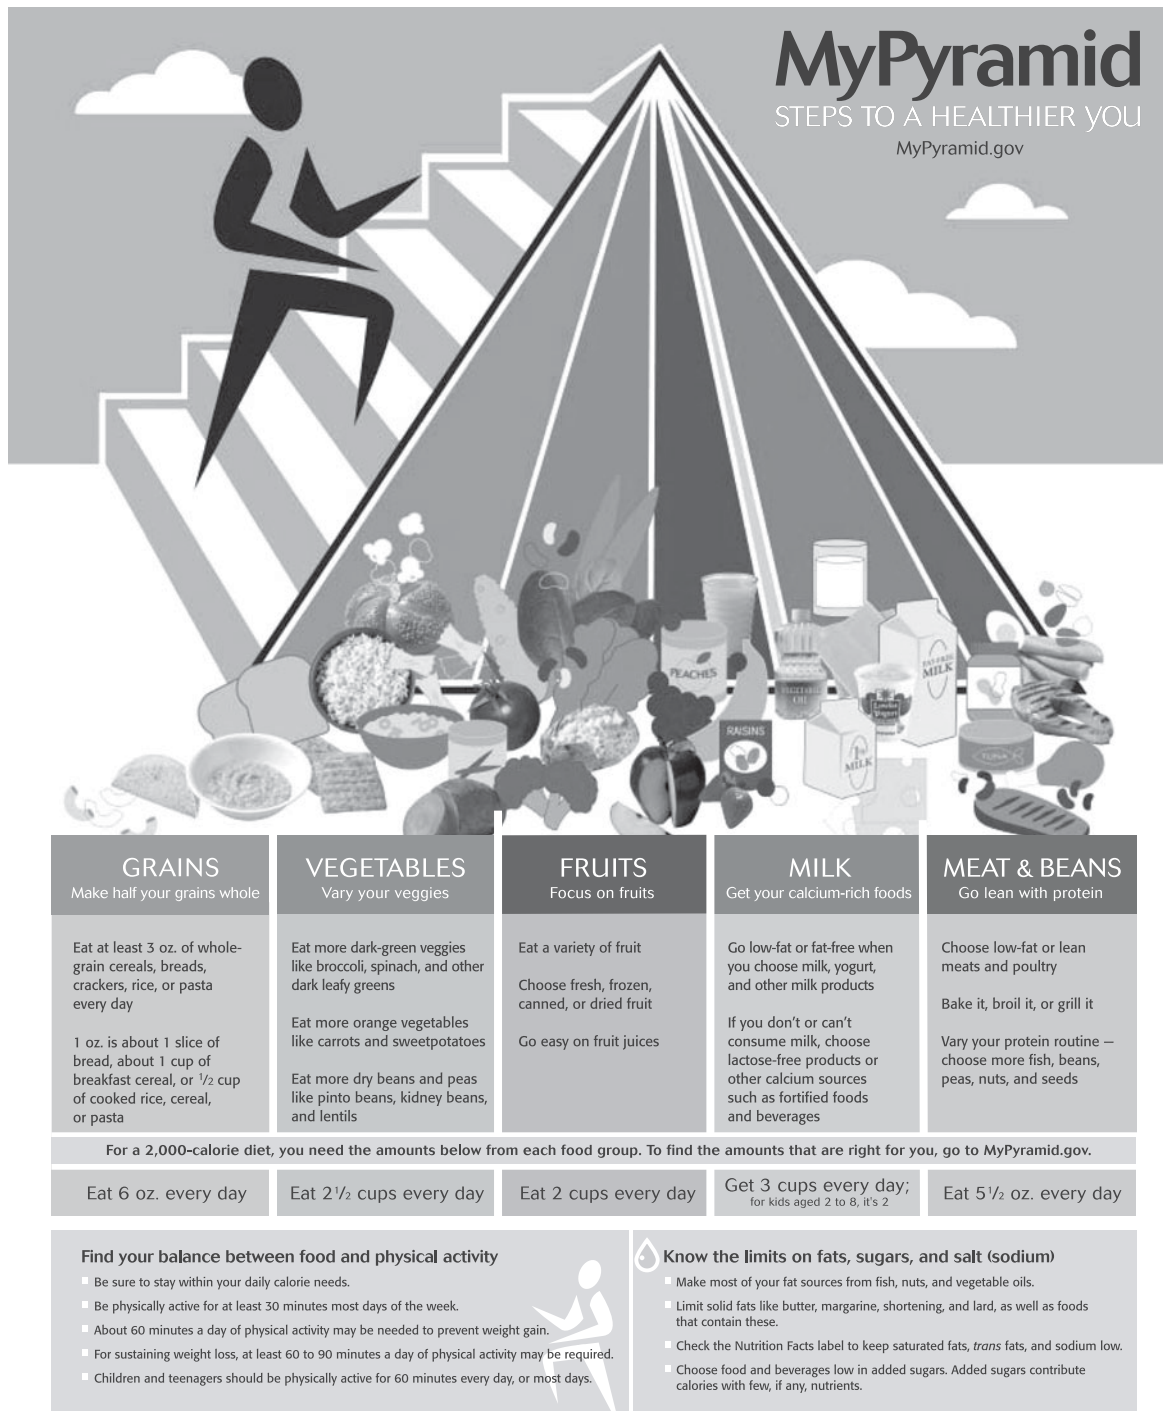 MyPyramid
STEPS TO A HEALTHIER YOU
MyPyramid.gov
PEACHES
VEGETABLE
OIL
FAT-FREE
MILK
Lowfat
Yogurt
RAISINS
1%
MILK
TUNA
GRAINS
Make half your grains whole
VEGETABLES
Vary your veggies
FRUITS
Focus on fruits
MILK
Get your calcium-rich foods
MEAT & BEANS
Go lean with protein
Eat at least 3 oz. of whole-
grain cereals, breads,
crackers, rice, or pasta
every day
1 oz. is about 1 slice of
bread, about 1 cup of
breakfast cereal, or 1/2 cup
of cooked rice, cereal,
or pasta
Eat more dark-green veggies
like broccoli, spinach, and other
dark leafy greens
Eat more orange vegetables
like carrots and sweetpotatoes
Eat more dry beans and peas
like pinto beans, kidney beans,
and lentils
Eat a variety of fruit
Choose fresh, frozen,
canned, or dried fruit
Go easy on fruit juices
Go low-fat or fat-free when
you choose milk, yogurt,
and other milk products
If you don’t or can’t
consume milk, choose
lactose-free products or
other calcium sources
such as fortified foods
and beverages
Choose low-fat or lean
meats and poultry
Bake it, broil it, or grill it
Vary your protein routine —
choose more fish, beans,
peas, nuts, and seeds
For a 2,000-calorie diet, you need the amounts below from each food group. To find the amounts that are right for you, go to MyPyramid.gov.
Eat 6 oz. every day
Eat 2 1/2 cups every day
Eat 2 cups every day
Get 3 cups every day;
for kids aged 2 to 8, it's 2
Eat 5 1/2 oz. every day
Find your balance between food and physical activity
Be sure to stay within your daily calorie needs.
Be physically active for at least 30 minutes most days of the week.
About 60 minutes a day of physical activity may be needed to prevent weight gain.
For sustaining weight loss, at least 60 to 90 minutes a day of physical activity may be required.
Children and teenagers should be physically active for 60 minutes every day, or most days.
Know the limits on fats, sugars, and salt (sodium)
Make most of your fat sources from fish, nuts, and vegetable oils.
Limit solid fats like butter, margarine, shortening, and lard, as well as foods
that contain these.
Check the Nutrition Facts label to keep saturated fats, trans fats, and sodium low.
Choose food and beverages low in added sugars. Added sugars contribute
calories with few, if any, nutrients.